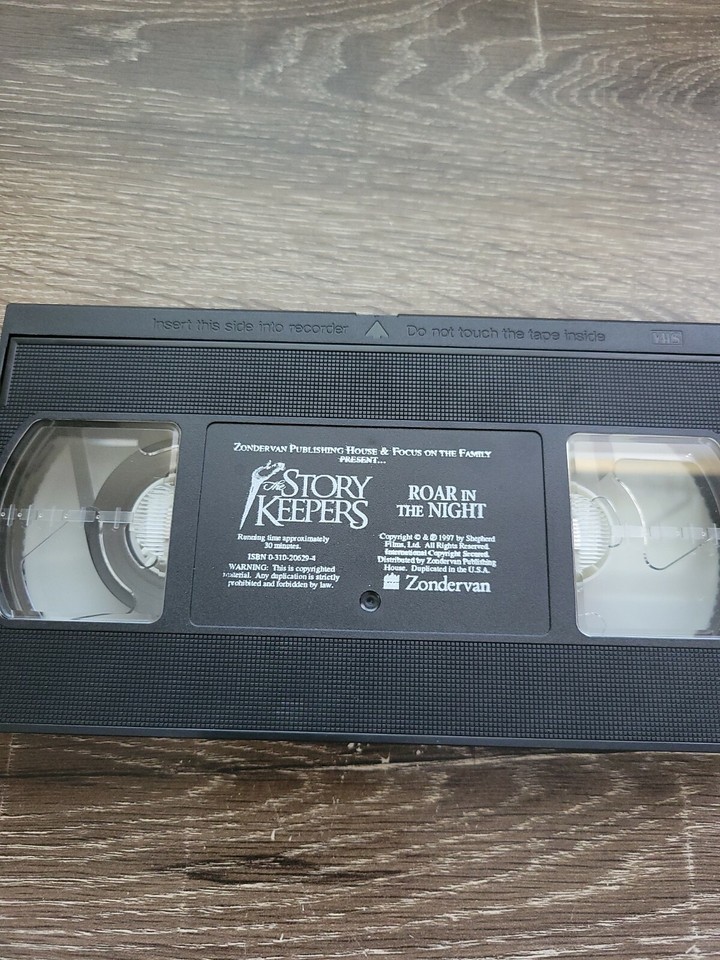 Insert this side into recorder Do not touch the tape inside VHS
ZONDERVAN PUBLISHING HOUSE & FOCUS ON THE FAMILY
PRESENT...
The STORY
KEEPERS
ROAR IN
THE NIGHT
Running time approximately
30 minutes.
ISBN 0-310-20629-4
WARNING: This is copyrighted
material. Any duplication is strictly
prohibited and forbidden by law.
Copyright © & ℗ 1997 by Shepherd
Films, Ltd. All Rights Reserved.
International Copyright Secured.
Distributed by Zondervan Publishing
House. Duplicated in the U.S.A.
Zondervan